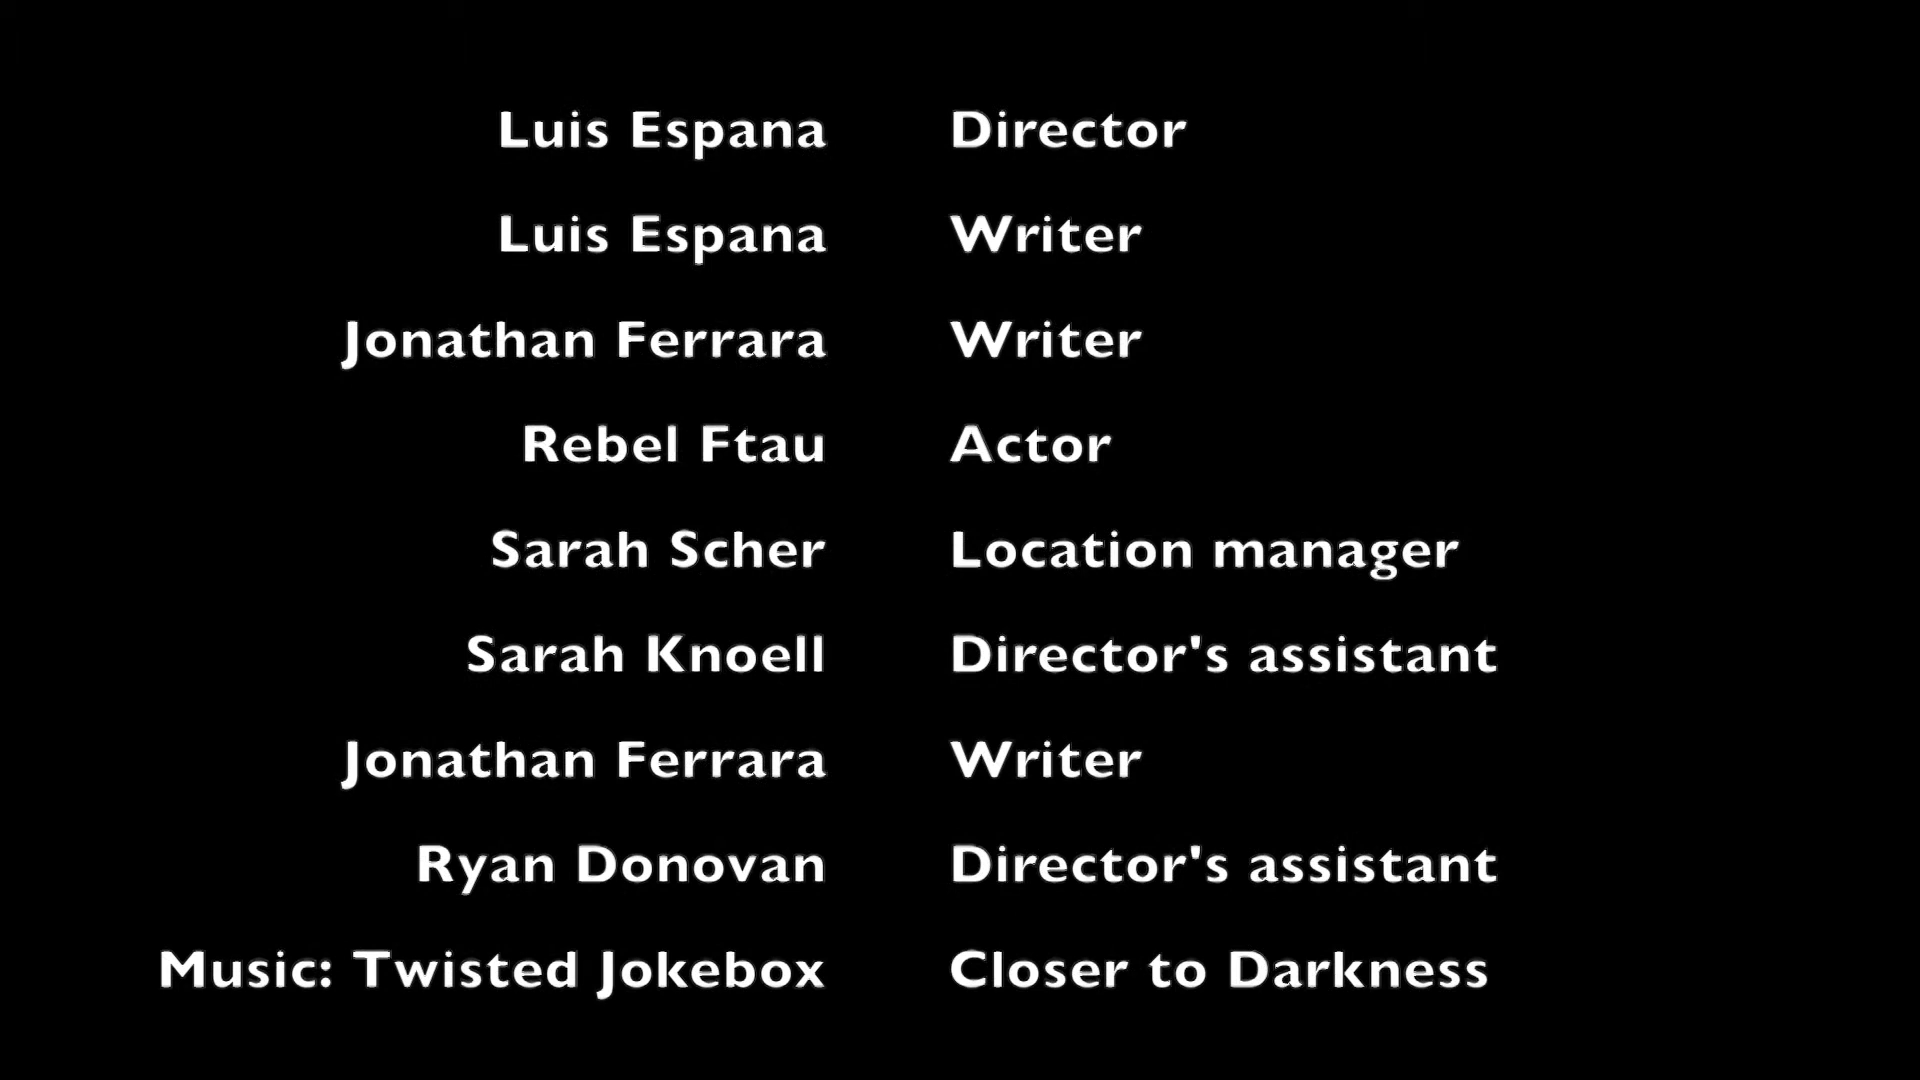 Luis Espana Director
Luis Espana Writer
Jonathan Ferrara Writer
Rebel Ftau Actor
Sarah Scher Location manager
Sarah Knoell Director's assistant
Jonathan Ferrara Writer
Ryan Donovan Director's assistant
Music: Twisted Jokebox Closer to Darkness